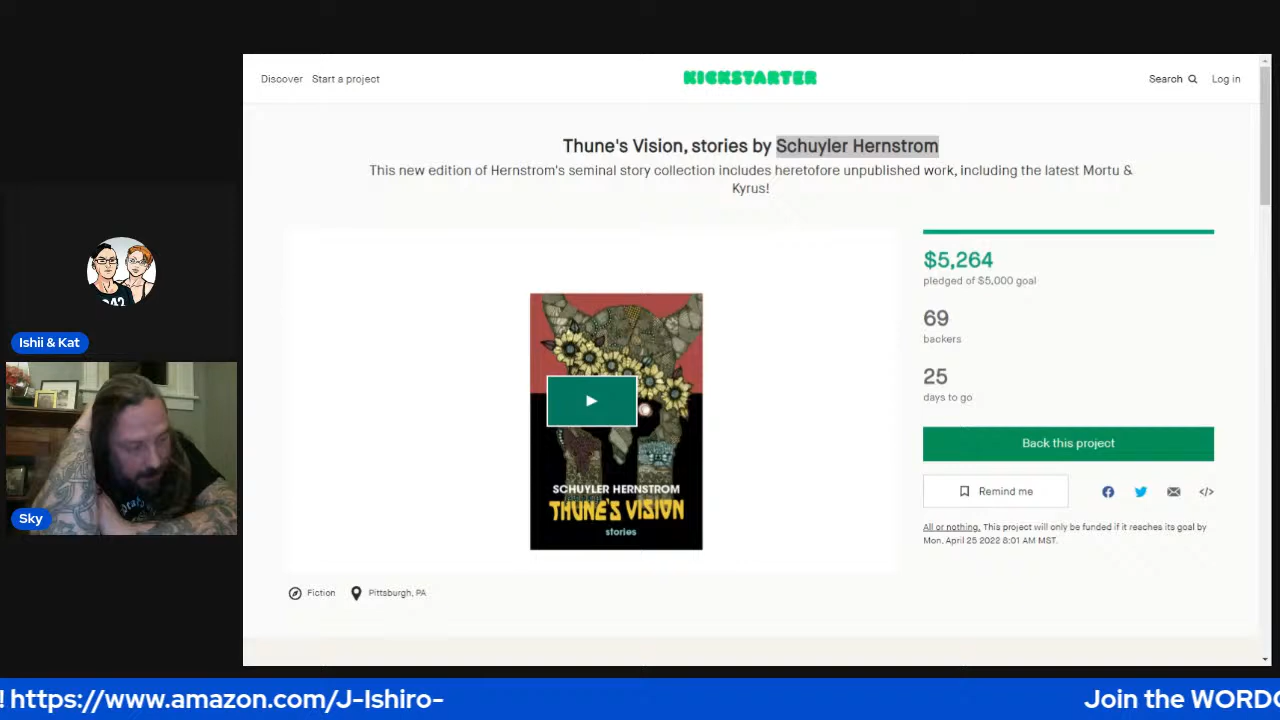 Discover Start a project
KICKSTARTER
Search Log in
Thune's Vision, stories by Schuyler Hernstrom
This new edition of Hernstrom's seminal story collection includes heretofore unpublished work, including the latest Mortu &
Kyrus!
$5,264
pledged of $5,000 goal
69
backers
25
days to go
Back this project
Remind me
All or nothing. This project will only be funded if it reaches its goal by
Mon, April 25 2022 8:01 AM MST.
SCHUYLER HERNSTROM
THUNE'S VISION
stories
Fiction Pittsburgh, PA
Ishii & Kat
Sky
! https://www.amazon.com/J-Ishiro-
Join the WORDC